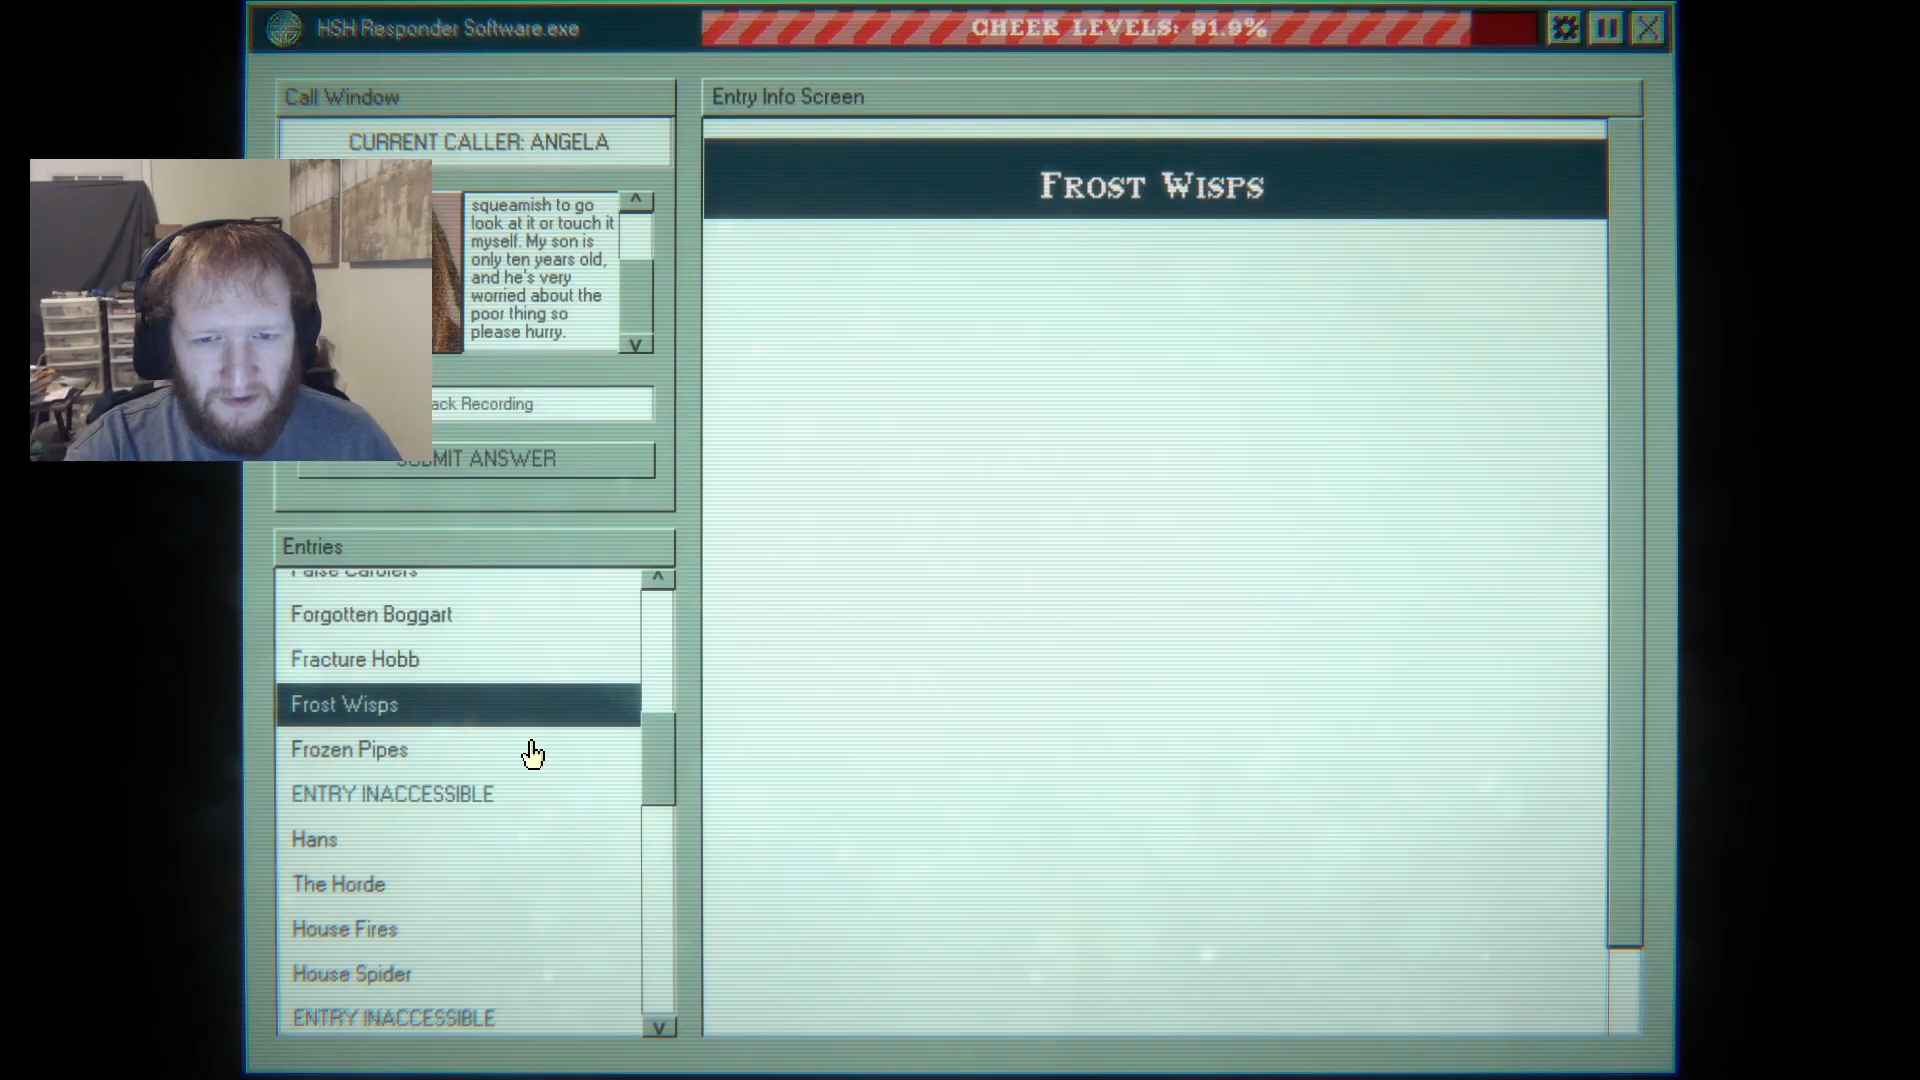 HSH Responder Software.exe
CHEER LEVELS: 91.9%
Call Window
CURRENT CALLER: ANGELA
squeamish to go
look at it or touch it
myself. My son is
only ten years old,
and he's very
worried about the
poor thing so
please hurry.
Recording
SUBMIT ANSWER
Entries
False Carolers
Forgotten Boggart
Fracture Hobb
Frost Wisps
Frozen Pipes
ENTRY INACCESSIBLE
Hans
The Horde
House Fires
House Spider
ENTRY INACCESSIBLE
Entry Info Screen
Frost Wisps